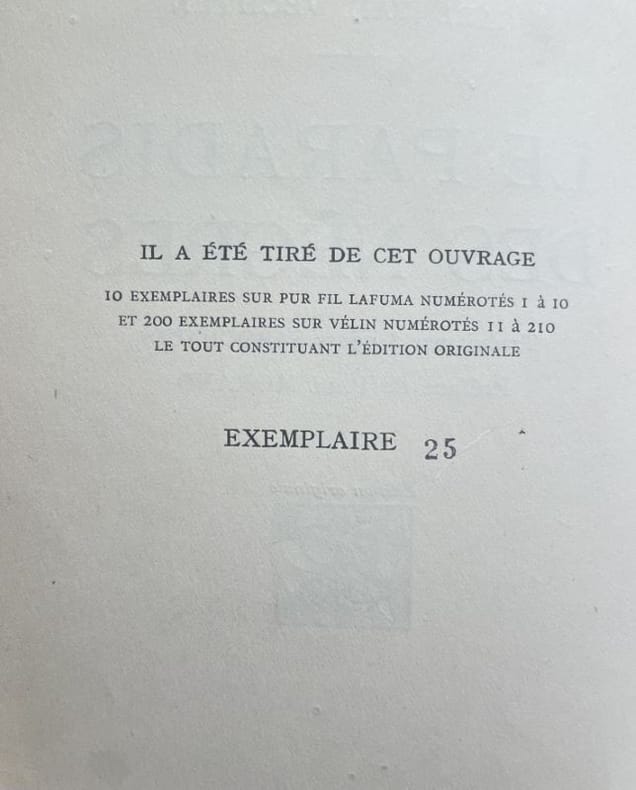 IL A ÉTÉ TIRÉ DE CET OUVRAGE
10 EXEMPLAIRES SUR PUR FIL LAFUMA NUMÉROTÉS 1 à 10
ET 200 EXEMPLAIRES SUR VÉLIN NUMÉROTÉS 11 à 210
LE TOUT CONSTITUANT L'ÉDITION ORIGINALE
EXEMPLAIRE 25